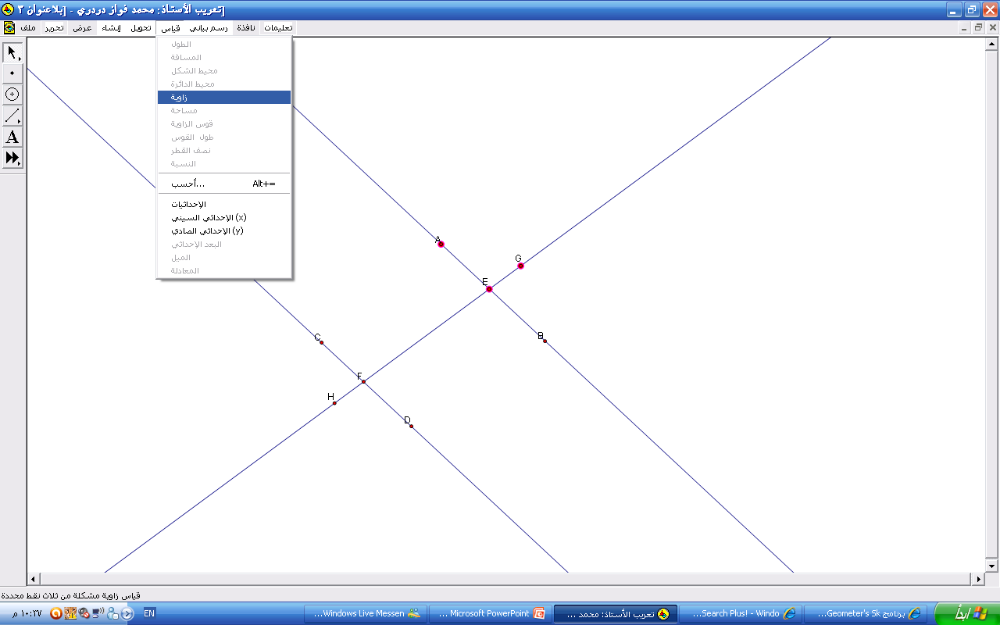 [تعريب الأستاذ: محمد فواز دردري - [بلاعنوان ٣
ملف تحرير عرض إنشاء تحويل قياس رسم بياني نافذة تعليمات
الطول
المسافة
محيط الشكل
محيط الدائرة
زاوية
مساحة
قوس الزاوية
طول القوس
نصف القطر
النسبة
أحسب... Alt+=
الإحداثيات
الإحداثي السيني (x)
الإحداثي الصادي (y)
البعد الإحداثي
الميل
المعادلة
A
A
G
E
B
C
F
H
D
قياس زاوية مشكلة من ثلاث نقط محددة
ابدأ
برنامج Geometer's Sk...
Search Plus! - Windo...
تعريب الأستاذ: محمد ...
Microsoft PowerPoint ...
Windows Live Messen...
EN
١٠:٢٧ م